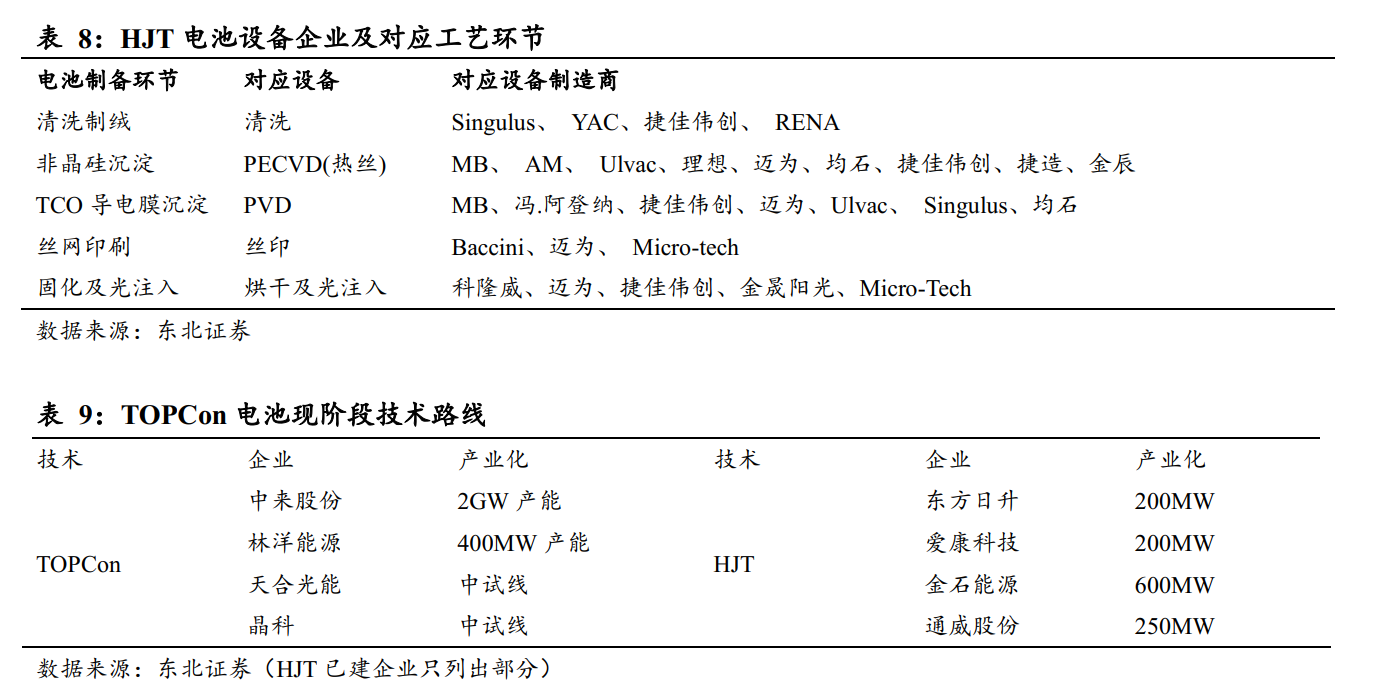 表 8：HJT 电池设备企业及对应工艺环节
电池制备环节 对应设备 对应设备制造商
清洗制绒 清洗 Singulus、 YAC、捷佳伟创、 RENA
非晶硅沉淀 PECVD(热丝) MB、 AM、 Ulvac、理想、迈为、均石、捷佳伟创、捷造、金辰
TCO 导电膜沉淀 PVD MB、冯.阿登纳、捷佳伟创、迈为、Ulvac、 Singulus、均石
丝网印刷 丝印 Baccini、迈为、 Micro-tech
固化及光注入 烘干及光注入 科隆威、迈为、捷佳伟创、金晟阳光、Micro-Tech
数据来源：东北证券
表 9：TOPCon 电池现阶段技术路线
技术 企业 产业化 技术 企业 产业化
中来股份 2GW 产能 东方日升 200MW
林洋能源 400MW 产能 爱康科技 200MW
TOPCon HJT
天合光能 中试线 金石能源 600MW
晶科 中试线 通威股份 250MW
数据来源：东北证券（HJT 已建企业只列出部分）